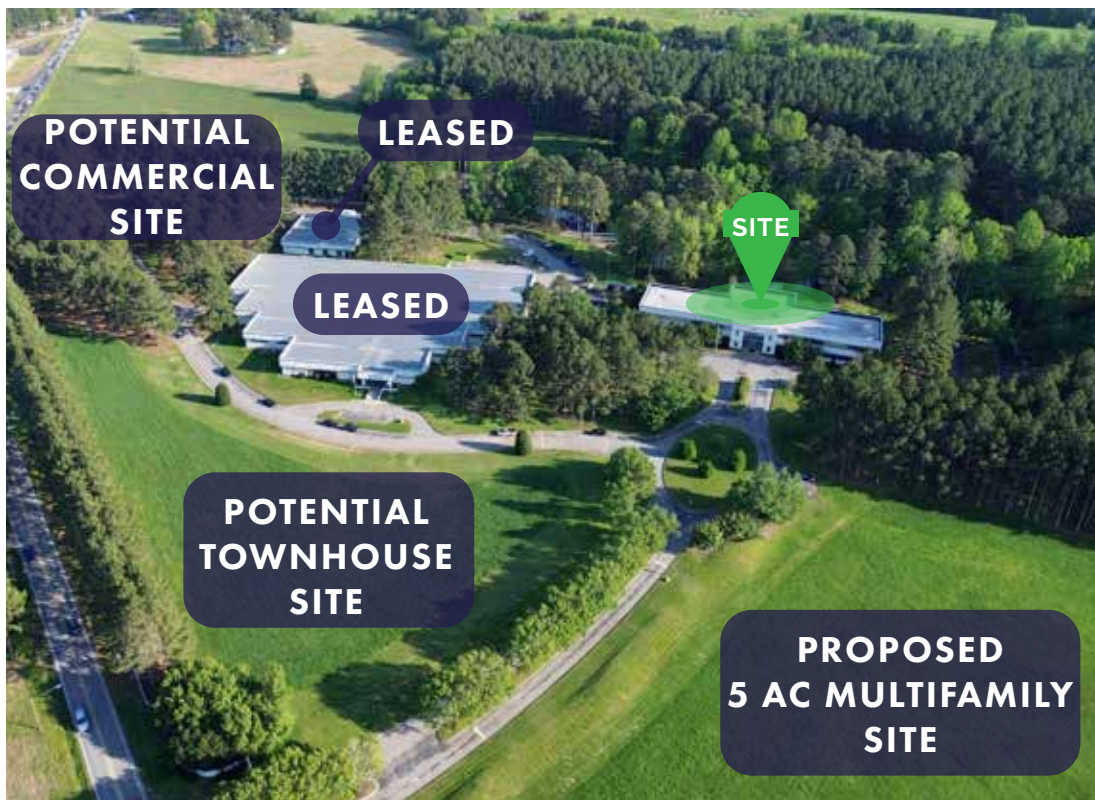 POTENTIAL
COMMERCIAL
SITE
LEASED
SITE
LEASED
POTENTIAL
TOWNHOUSE
SITE
PROPOSED
5 AC MULTIFAMILY
SITE